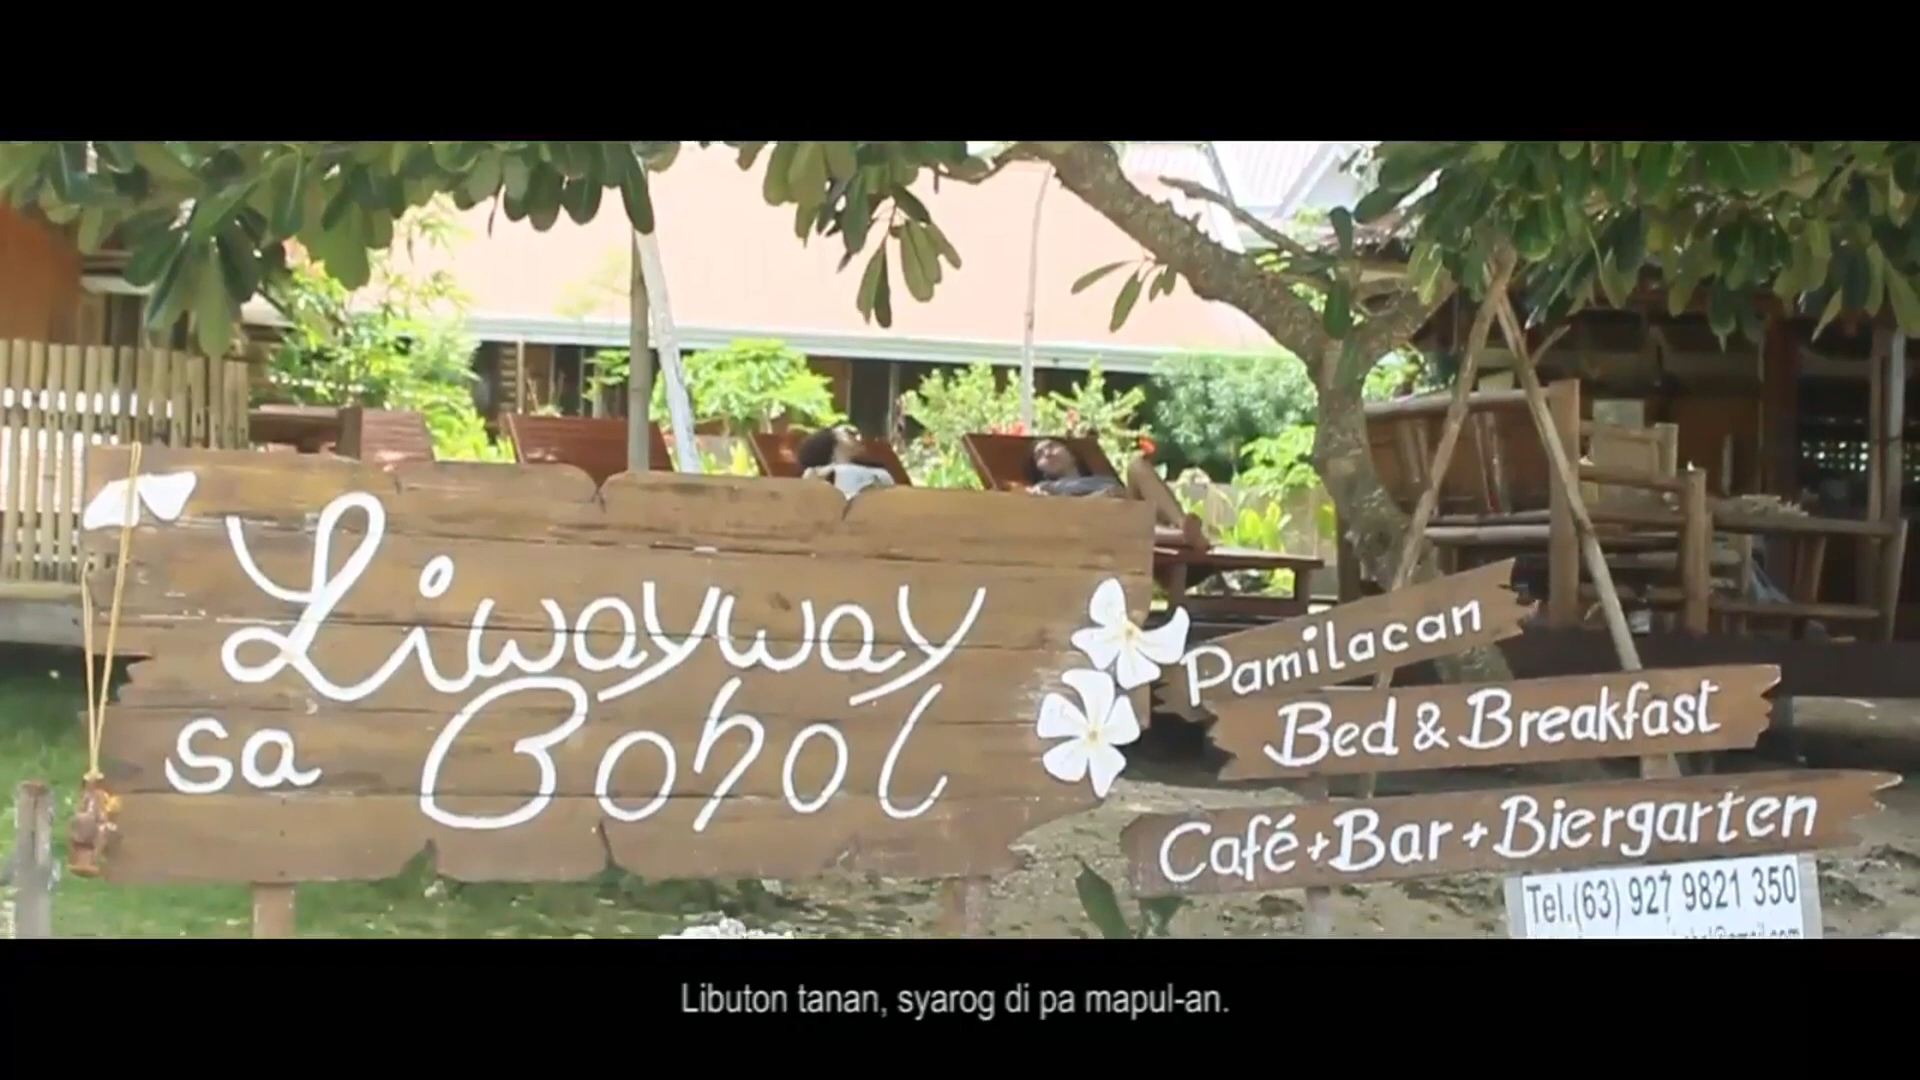 Liwayway
sa Bohol
Pamilacan
Bed & Breakfast
Café+Bar+Biergarten
Tel.(63) 927 9821 350
Libuton tanan, syarog di pa mapul-an.